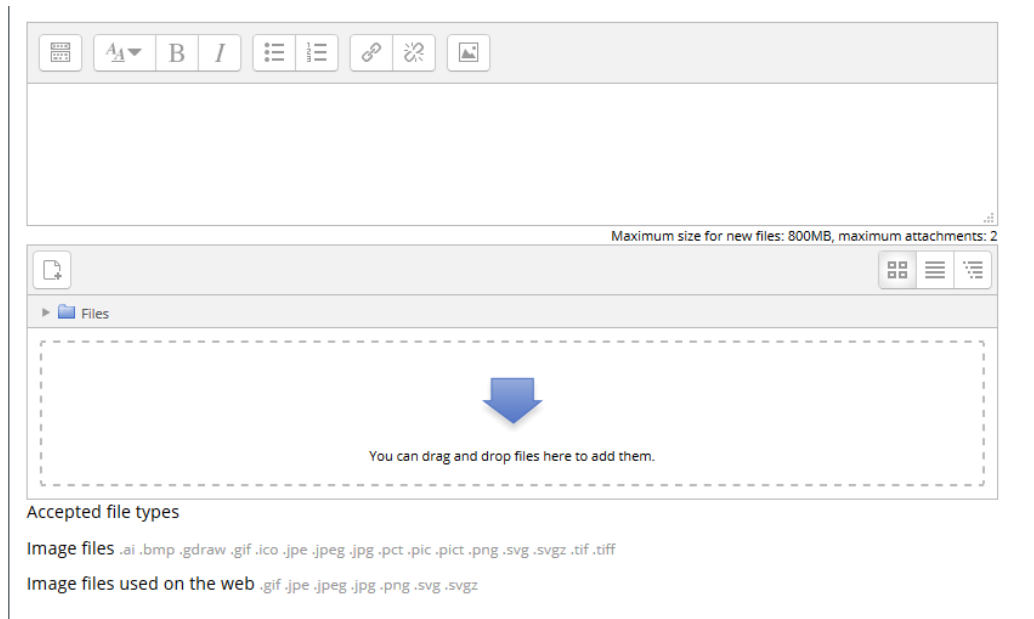 B I
Maximum size for new files: 800MB, maximum attachments: 2
Files
You can drag and drop files here to add them.
Accepted file types
Image files .ai .bmp .gdraw .gif .ico .jpe .jpeg .jpg .pct .pic .pict .png .svg .svgz .tif .tiff
Image files used on the web .gif .jpe .jpeg .jpg .png .svg .svgz